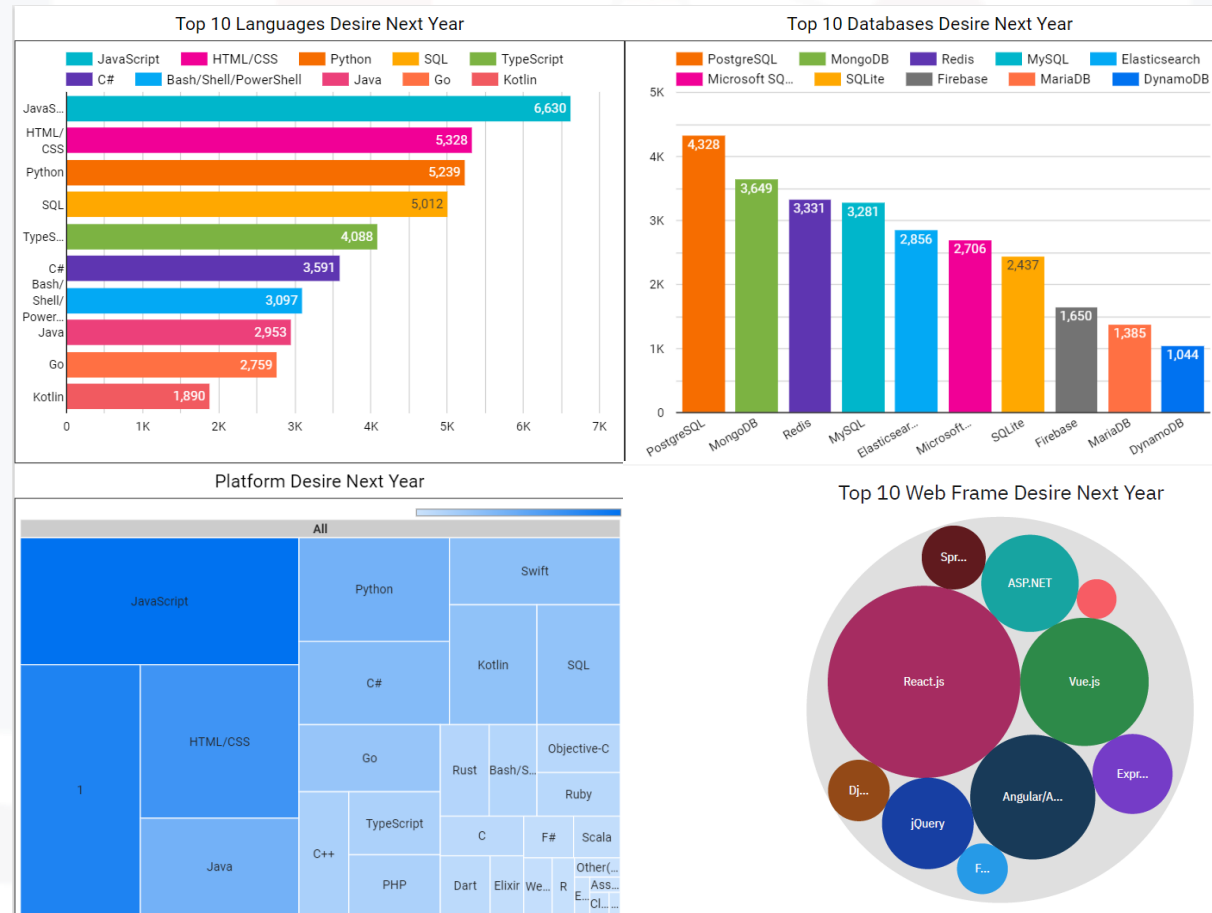 Top 10 Languages Desire Next Year
JavaScript HTML/CSS Python SQL TypeScript
C# Bash/Shell/PowerShell Java Go Kotlin
JavaS... 6,630
HTML/
CSS 5,328
Python 5,239
SQL 5,012
TypeS... 4,088
C# 3,591
Bash/
Shell/ 3,097
Power...
Java 2,953
Go 2,759
Kotlin 1,890
0 1K 2K 3K 4K 5K 6K 7K
Top 10 Databases Desire Next Year
PostgreSQL MongoDB Redis MySQL Elasticsearch
Microsoft SQ... SQLite Firebase MariaDB DynamoDB
5K
4K
3K
2K
1K
0
4,328 3,649 3,331 3,281 2,856 2,706 2,437 1,650 1,385 1,044
PostgreSQL MongoDB Redis MySQL Elasticsear... Microsoft... SQLite Firebase MariaDB DynamoDB
Platform Desire Next Year
All
JavaScript
Python
Swift
C#
Kotlin
SQL
1
HTML/CSS
Go
Rust
Bash/S...
Objective-C
Ruby
Java
C++
TypeScript
C
F#
Scala
PHP
Dart
Elixir
We...
R
Other(...
E...
Ass...
Cl...
...
Top 10 Web Frame Desire Next Year
Spr...
ASP.NET
React.js
Vue.js
Expr...
Dj...
Angular/A...
jQuery
F...